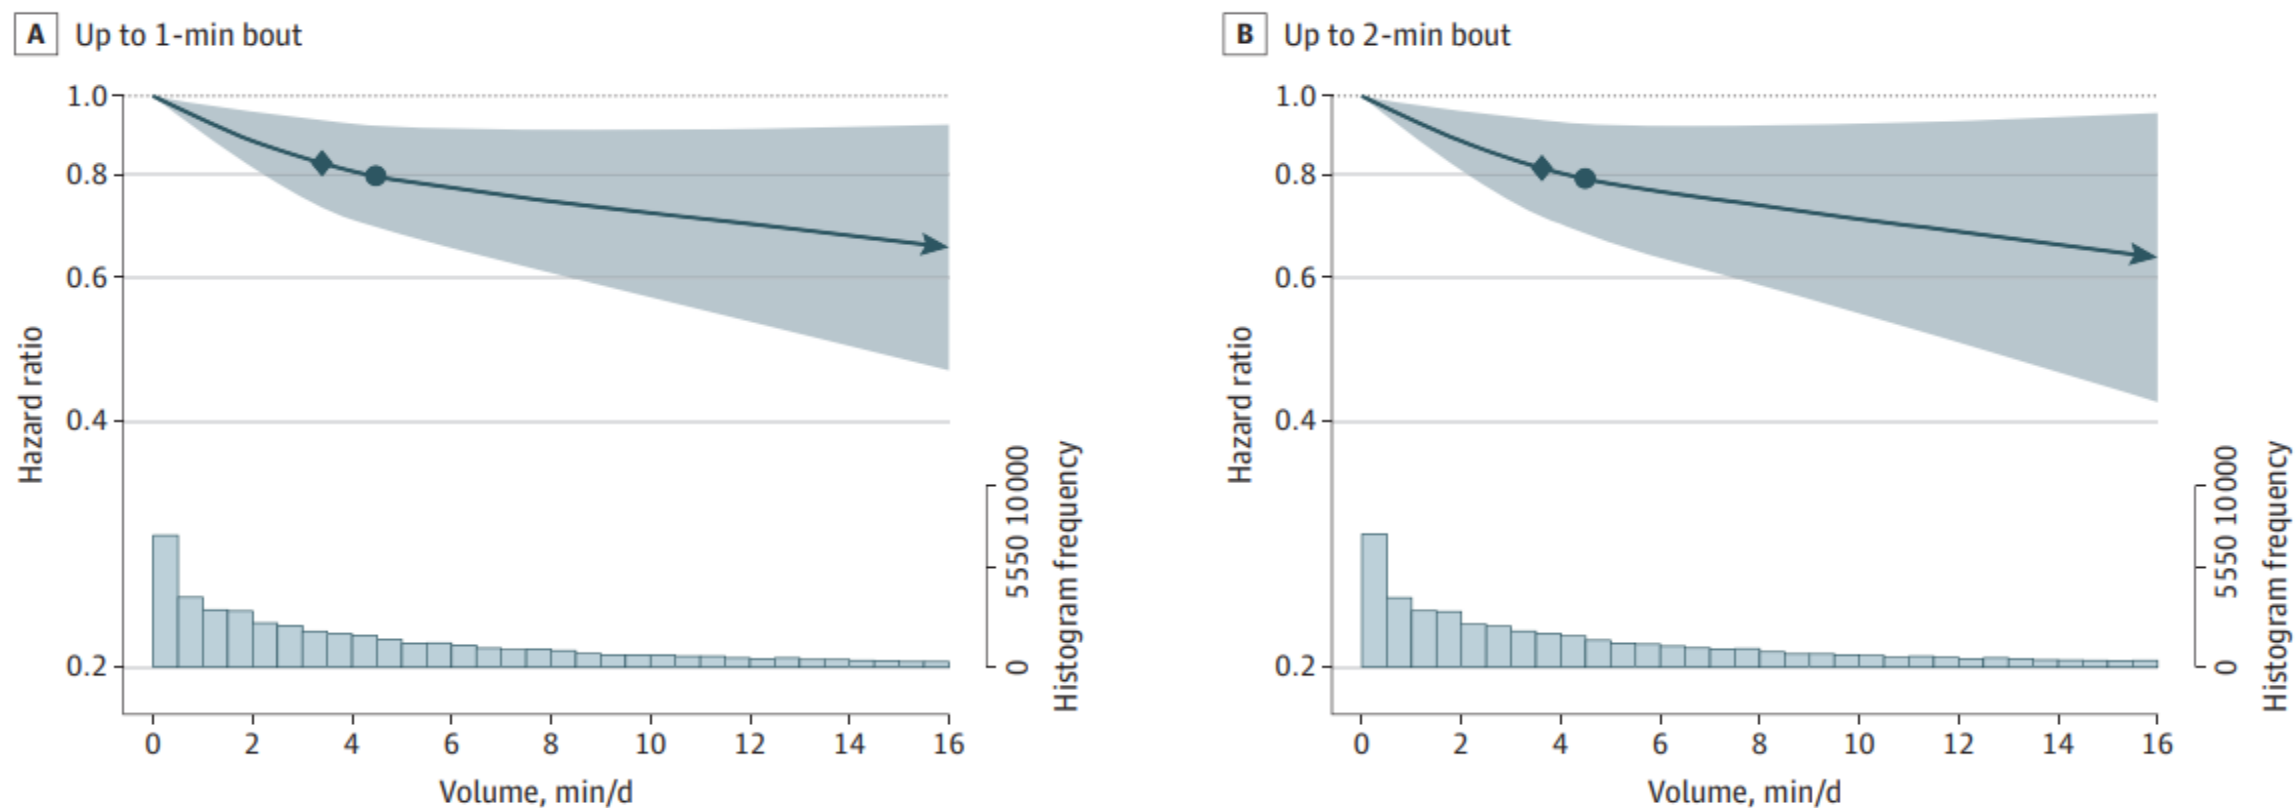 A Up to 1-min bout
1.0
0.8
0.6
0.4
0.2
Hazard ratio
0 2 4 6 8 10 12 14 16
Volume, min/d
0 5550 10000
Histogram frequency
B Up to 2-min bout
1.0
0.8
0.6
0.4
0.2
Hazard ratio
0 2 4 6 8 10 12 14 16
Volume, min/d
0 5550 10000
Histogram frequency